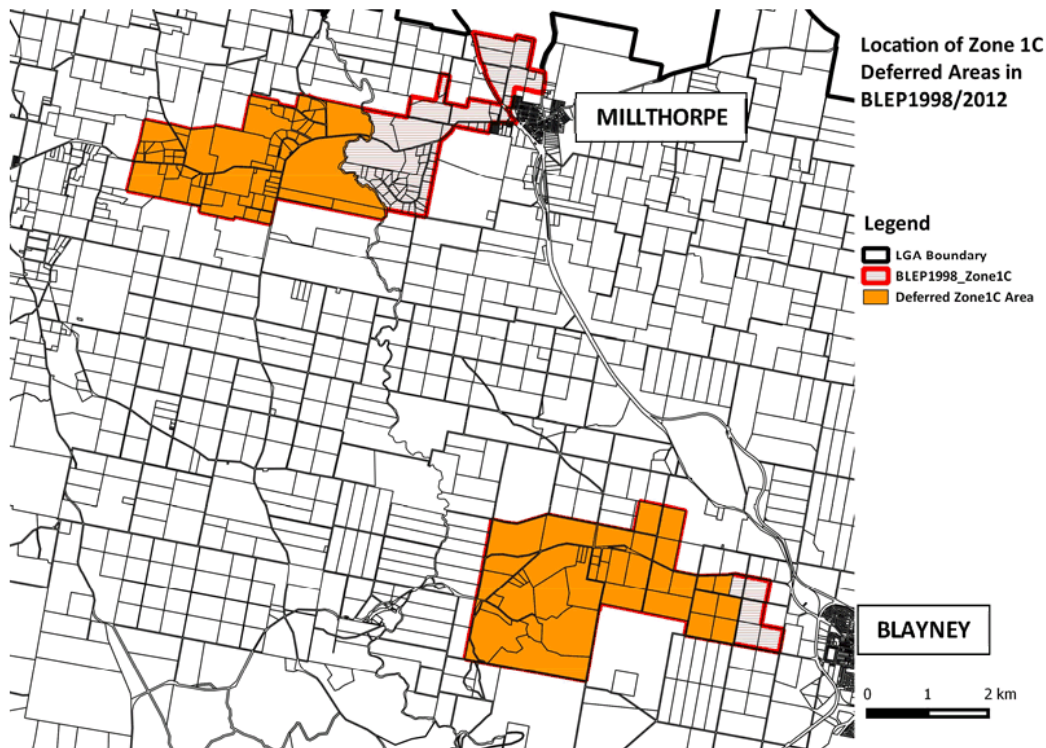 Location of Zone 1C
Deferred Areas in
BLEP1998/2012
MILLTHORPE
Legend
LGA Boundary
BLEP1998_Zone1C
Deferred Zone1C Area
BLAYNEY
0 1 2 km